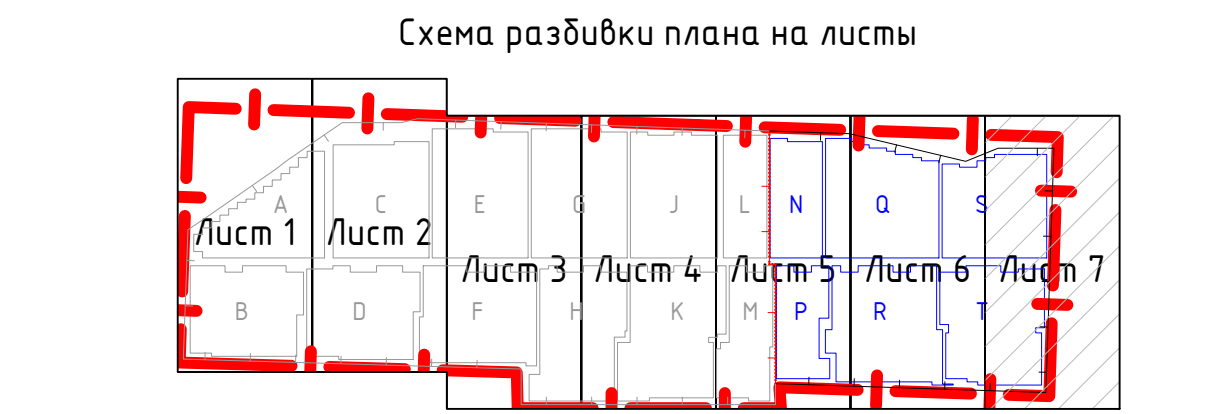 Схема разбивки плана на листы
A C E G J L N Q S
Лист 1 Лист 2
Лист 3 Лист 4 Лист 5 Лист 6 Лист 7
B D F H K M P R T